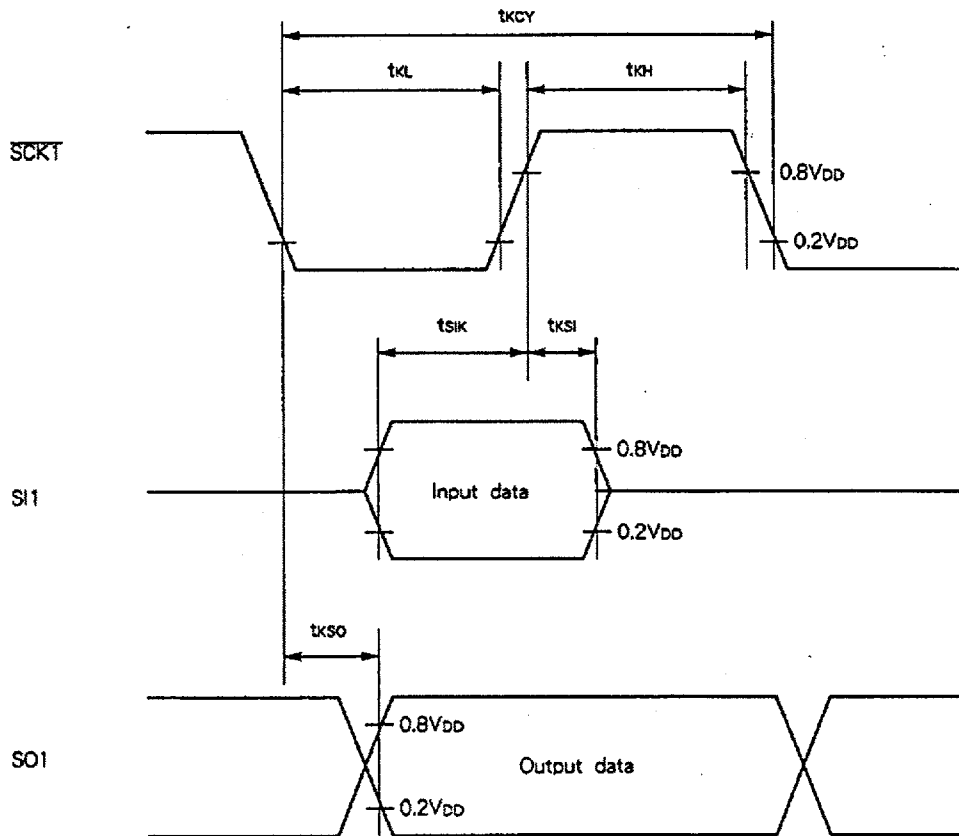 tKCY
tKL
tKH
SCK1
0.8VDD
0.2VDD
tSIK
tKSI
0.8VDD
SI1
Input data
0.2VDD
tKSO
0.8VDD
SO1
Output data
0.2VDD